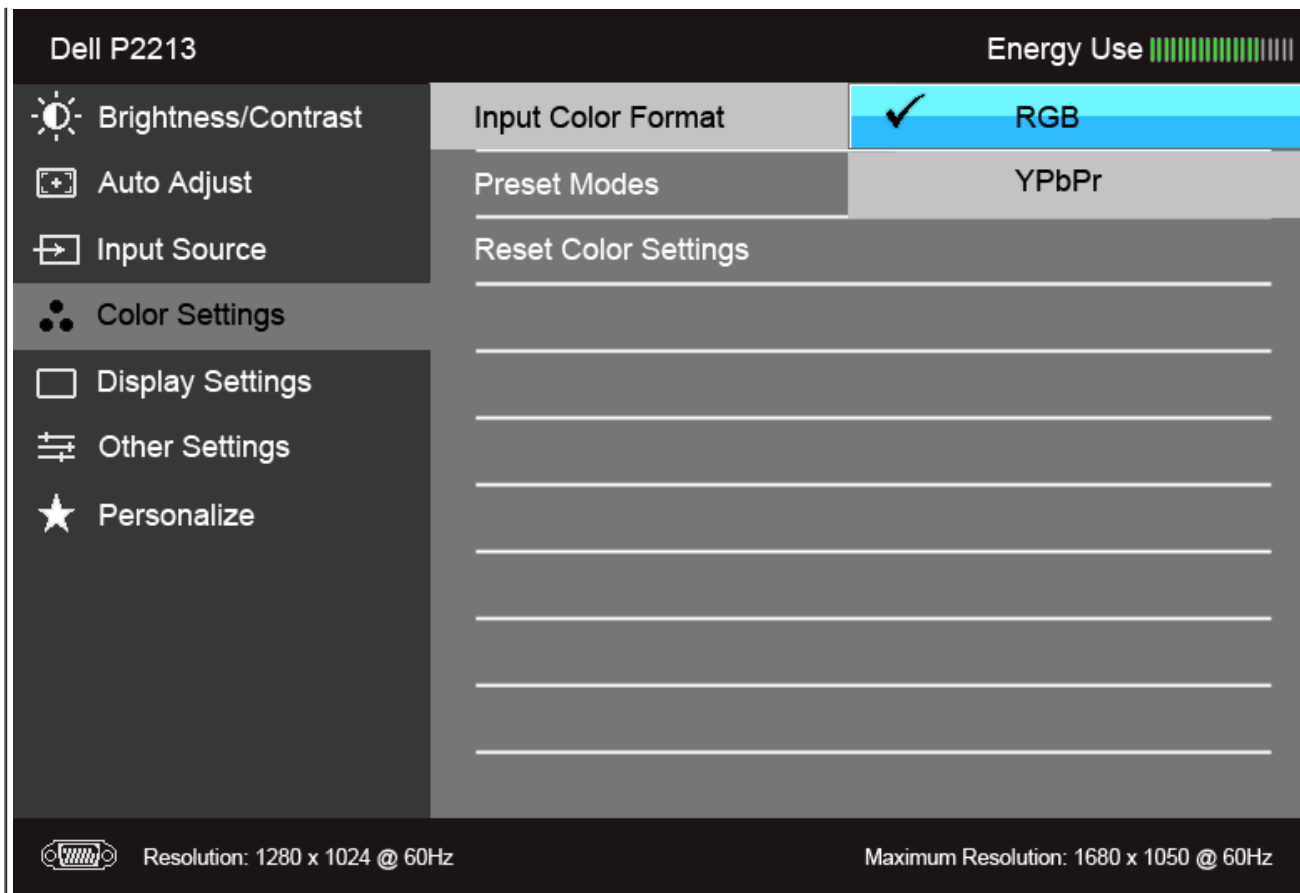 Dell P2213
Energy Use
Brightness/Contrast
Auto Adjust
Input Source
Color Settings
Display Settings
Other Settings
Personalize
Input Color Format
RGB
Preset Modes
YPbPr
Reset Color Settings
Resolution: 1280 x 1024 @ 60Hz
Maximum Resolution: 1680 x 1050 @ 60Hz